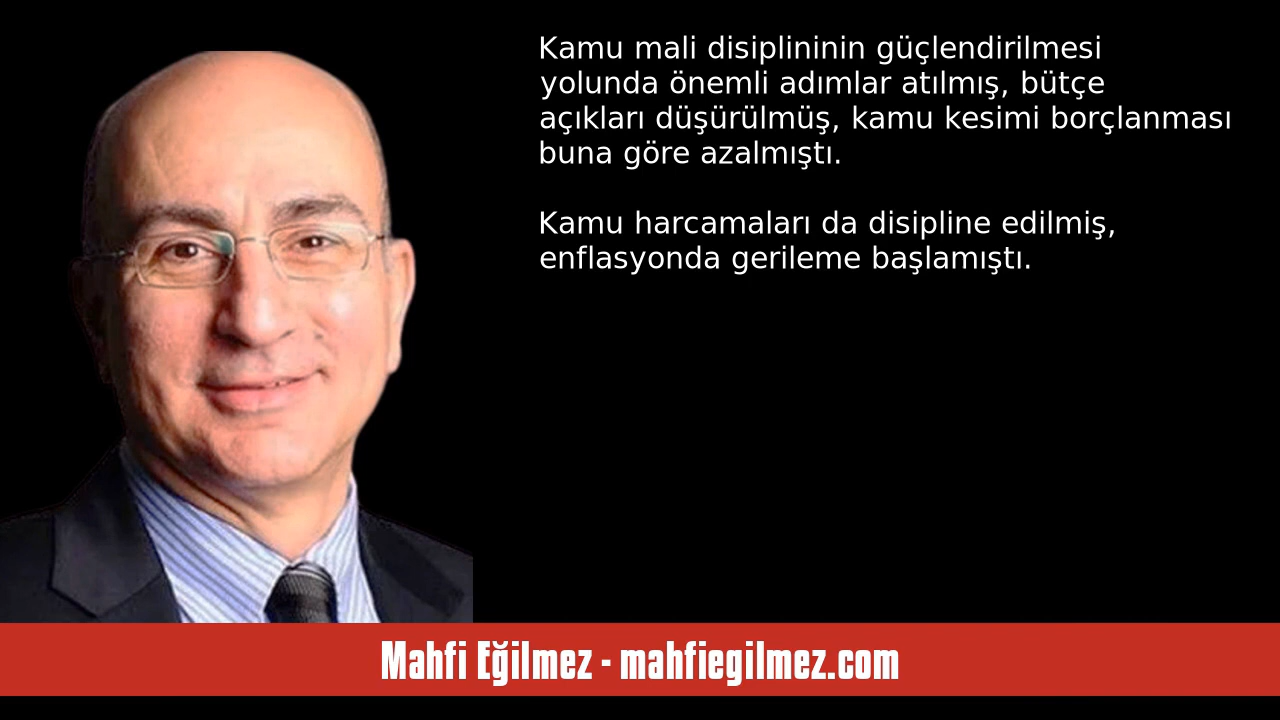 Kamu mali disiplininin güçlendirilmesi
yolunda önemli adımlar atılmış, bütçe
açıkları düşürülmüş, kamu kesimi borçlanması
buna göre azalmıştı.
Kamu harcamaları da disipline edilmiş,
enflasyonda gerileme başlamıştı.
Mahfi Eğilmez - mahfiegilmez.com